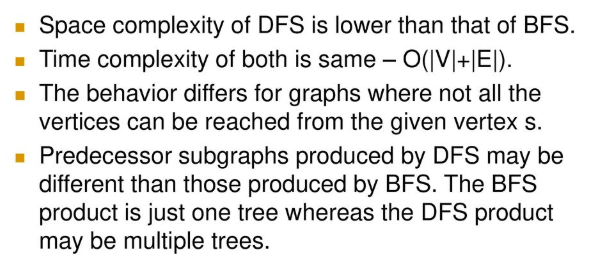 Space complexity of DFS is lower than that of BFS.
Time complexity of both is same – O(|V|+|E|).
The behavior differs for graphs where not all the
vertices can be reached from the given vertex s.
Predecessor subgraphs produced by DFS may be
different than those produced by BFS. The BFS
product is just one tree whereas the DFS product
may be multiple trees.